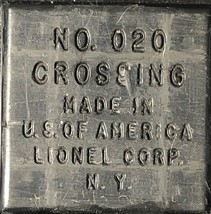 NO. 020
CROSSING
MADE IN
U.S. OF AMERICA
LIONEL CORP.
N. Y.